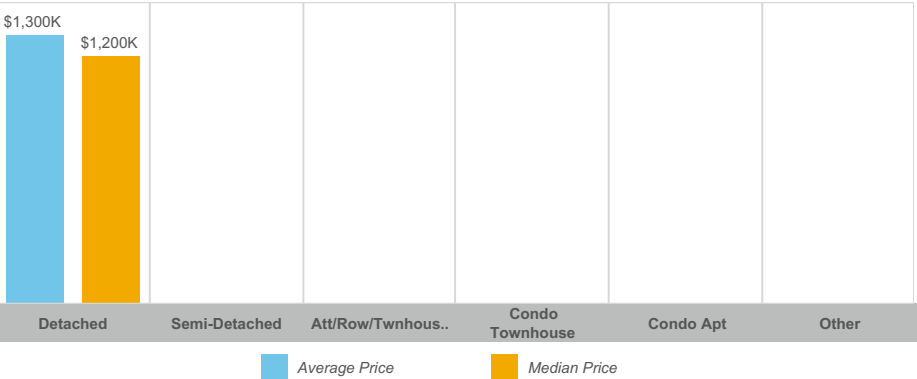 $1,300K
$1,200K
Detached
Semi-Detached
Att/Row/Twnhous..
Condo
Townhouse
Condo Apt
Other
Average Price
Median Price